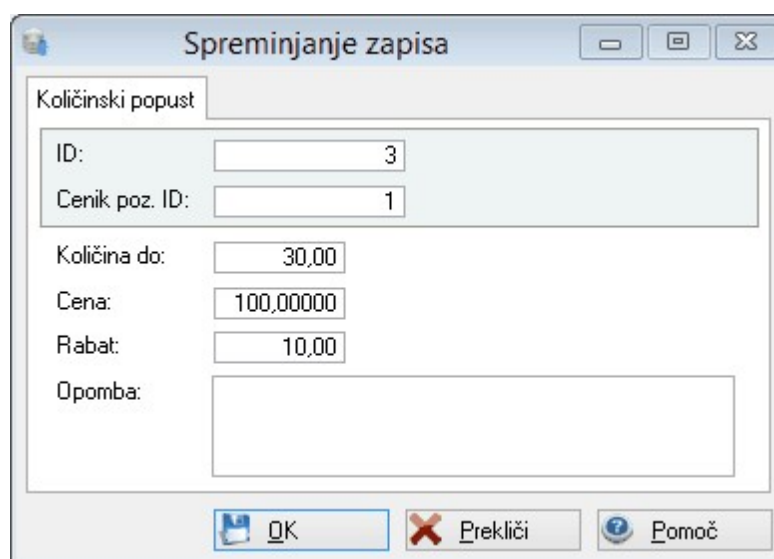 Spreminjanje zapisa
Količinski popust
ID: 3
Cenik poz. ID: 1
Količina do: 30,00
Cena: 100,00000
Rabat: 10,00
Opomba:
OK Prekliči Pomoč